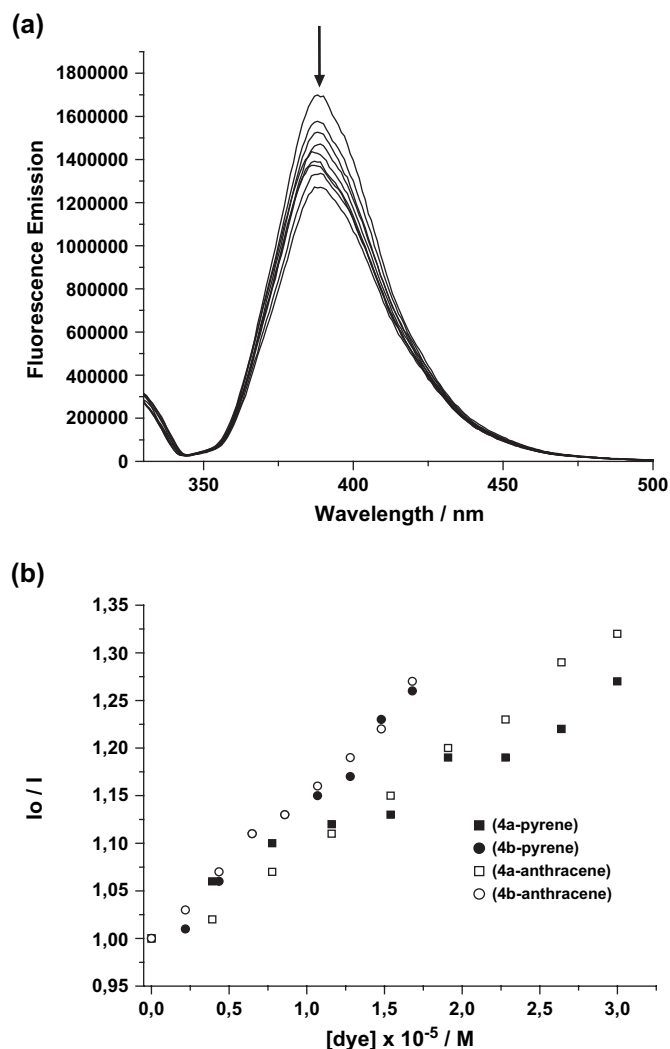 (a)
1800000
1600000
1400000
1200000
1000000
800000
600000
400000
200000
0
Fluorescence Emission
350 400 450 500
Wavelength / nm
(b)
1,35
1,30
1,25
1,20
1,15
1,10
1,05
1,00
0,95
Io / I
(4a-pyrene)
(4b-pyrene)
(4a-anthracene)
(4b-anthracene)
0,0 0,5 1,0 1,5 2,0 2,5 3,0
[dye] x 10⁻⁵ / M